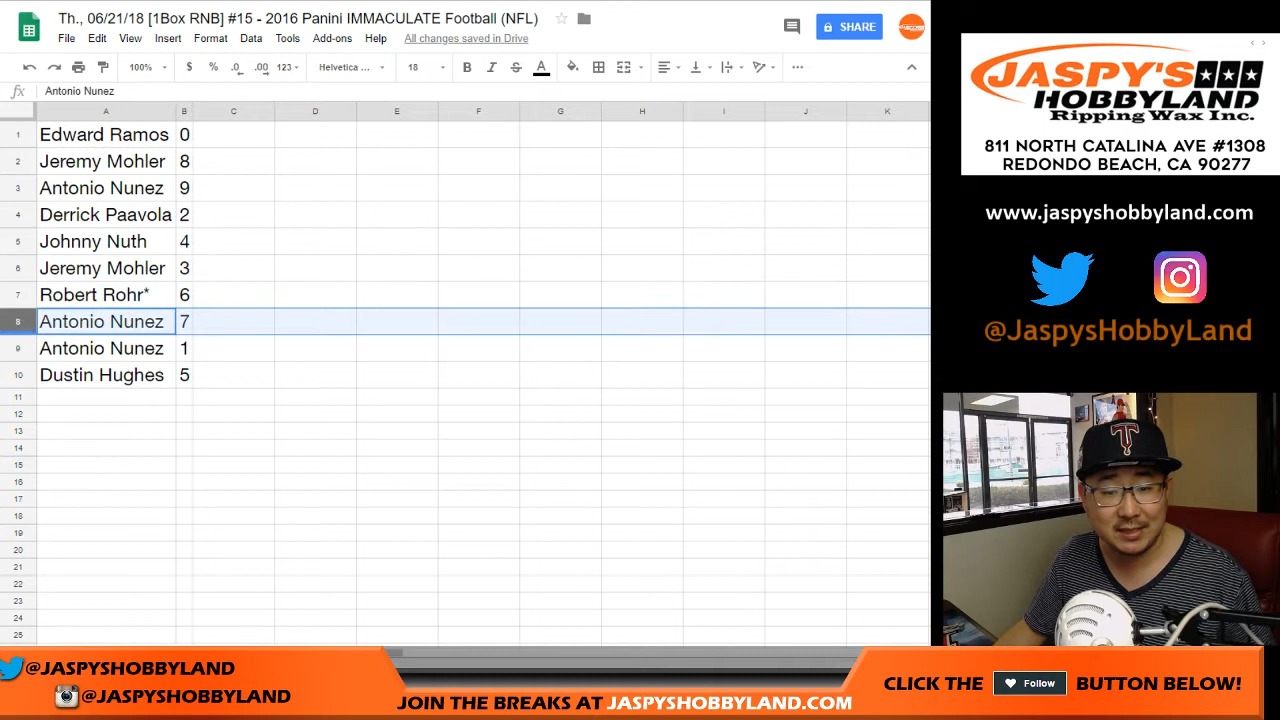 Th., 06/21/18 [1Box RNB] #15 - 2016 Panini IMMACULATE Football (NFL)
SHARE
File Edit View Insert Format Data Tools Add-ons Help All changes saved in Drive
100% $ % .0 .00 123 Helvetica ... 18 B I S A
fx Antonio Nunez
A B C D E F G H I J K
1 Edward Ramos 0
2 Jeremy Mohler 8
3 Antonio Nunez 9
4 Derrick Paavola 2
5 Johnny Nuth 4
6 Jeremy Mohler 3
7 Robert Rohr* 6
8 Antonio Nunez 7
9 Antonio Nunez 1
10 Dustin Hughes 5
11
12
13
14
15
16
17
18
19
20
21
22
23
24
25
JASPY'S
HOBBYLAND
Ripping Wax Inc.
811 NORTH CATALINA AVE #1308
REDONDO BEACH, CA 90277
www.jaspyshobbyland.com
@JaspysHobbyLand
T
@JASPYSHOBBYLAND
@JASPYSHOBBYLAND
JOIN THE BREAKS AT JASPYSHOBBYLAND.COM
CLICK THE Follow BUTTON BELOW!